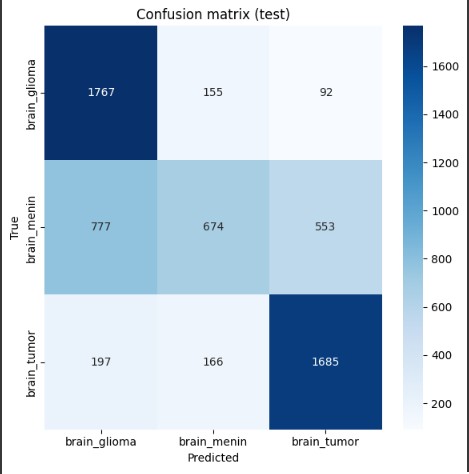 Confusion matrix (test)
brain_glioma
1767 155 92
brain_menin
777 674 553
brain_tumor
197 166 1685
True
brain_glioma brain_menin brain_tumor
Predicted
1600
1400
1200
1000
800
600
400
200